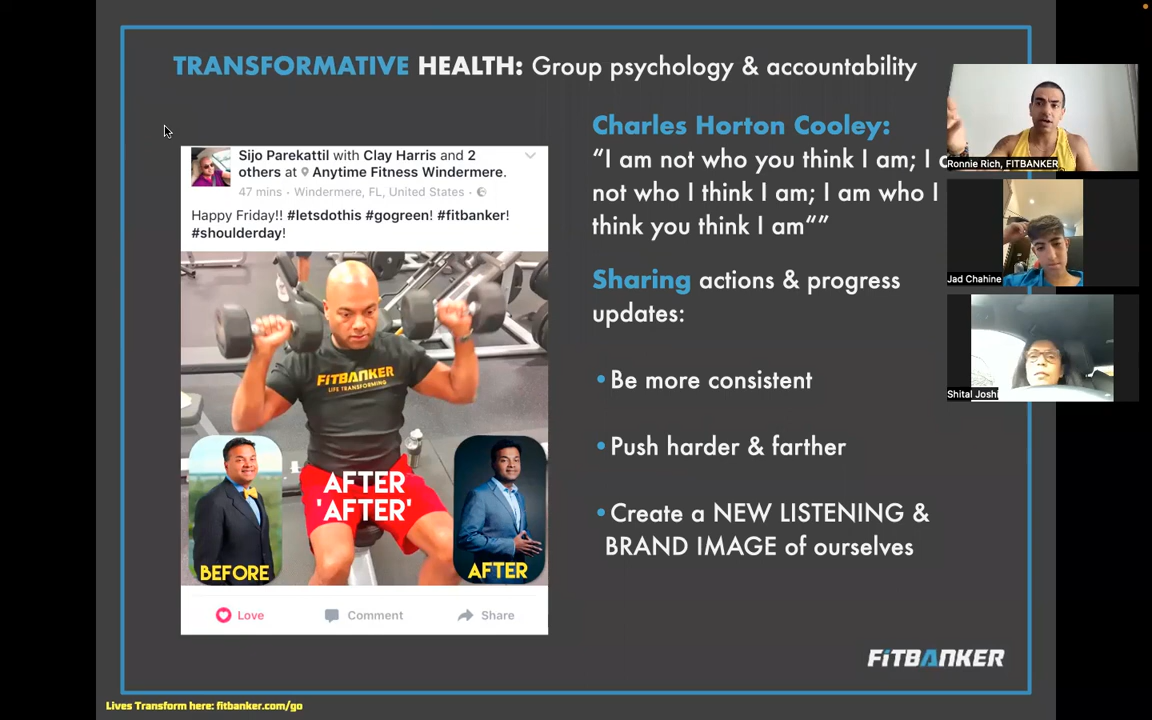 TRANSFORMATIVE HEALTH: Group psychology & accountability
Sijo Parekattil with Clay Harris and 2
others at Anytime Fitness Windermere.
47 mins · Windermere, FL, United States ·
Happy Friday!! #letsdothis #gogreen! #fitbanker!
#shoulderday!
FITBANKER
LIFE TRANSFORMING
AFTER
'AFTER'
BEFORE
AFTER
Love Comment Share
Charles Horton Cooley:
“I am not who you think I am; I
not who I think I am; I am who I
think you think I am“”
Sharing actions & progress
updates:
•Be more consistent
•Push harder & farther
•Create a NEW LISTENING &
BRAND IMAGE of ourselves
FITBANKER
Ronnie Rich, FITBANKER
Jad Chahine
Shital Joshi
Lives Transform here: fitbanker.com/go